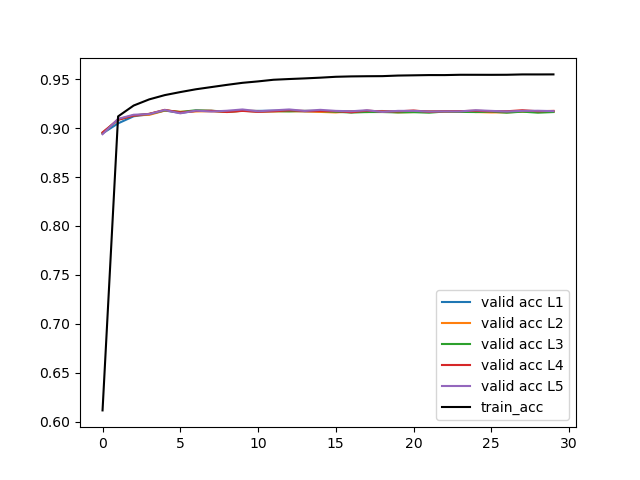 0.95
0.90
0.85
0.80
0.75
0.70
0.65
0.60
valid acc L1
valid acc L2
valid acc L3
valid acc L4
valid acc L5
train_acc
0 5 10 15 20 25 30